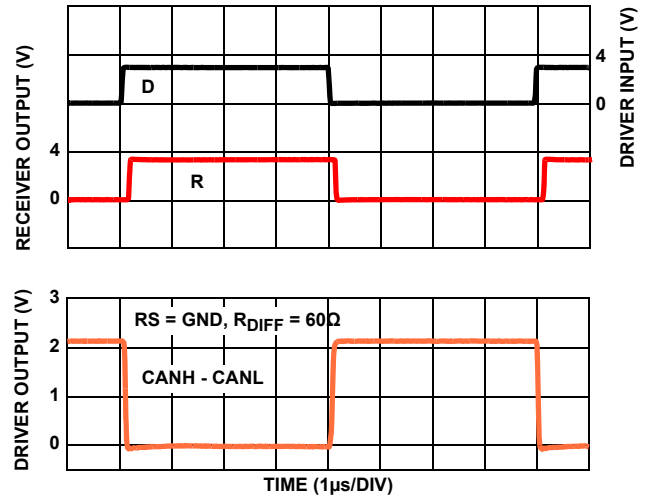 RECEIVER OUTPUT (V)
4
0
D
R
4
0
DRIVER INPUT (V)
DRIVER OUTPUT (V)
3
2
1
0
RS = GND, RDIFF = 60Ω
CANH - CANL
TIME (1µs/DIV)